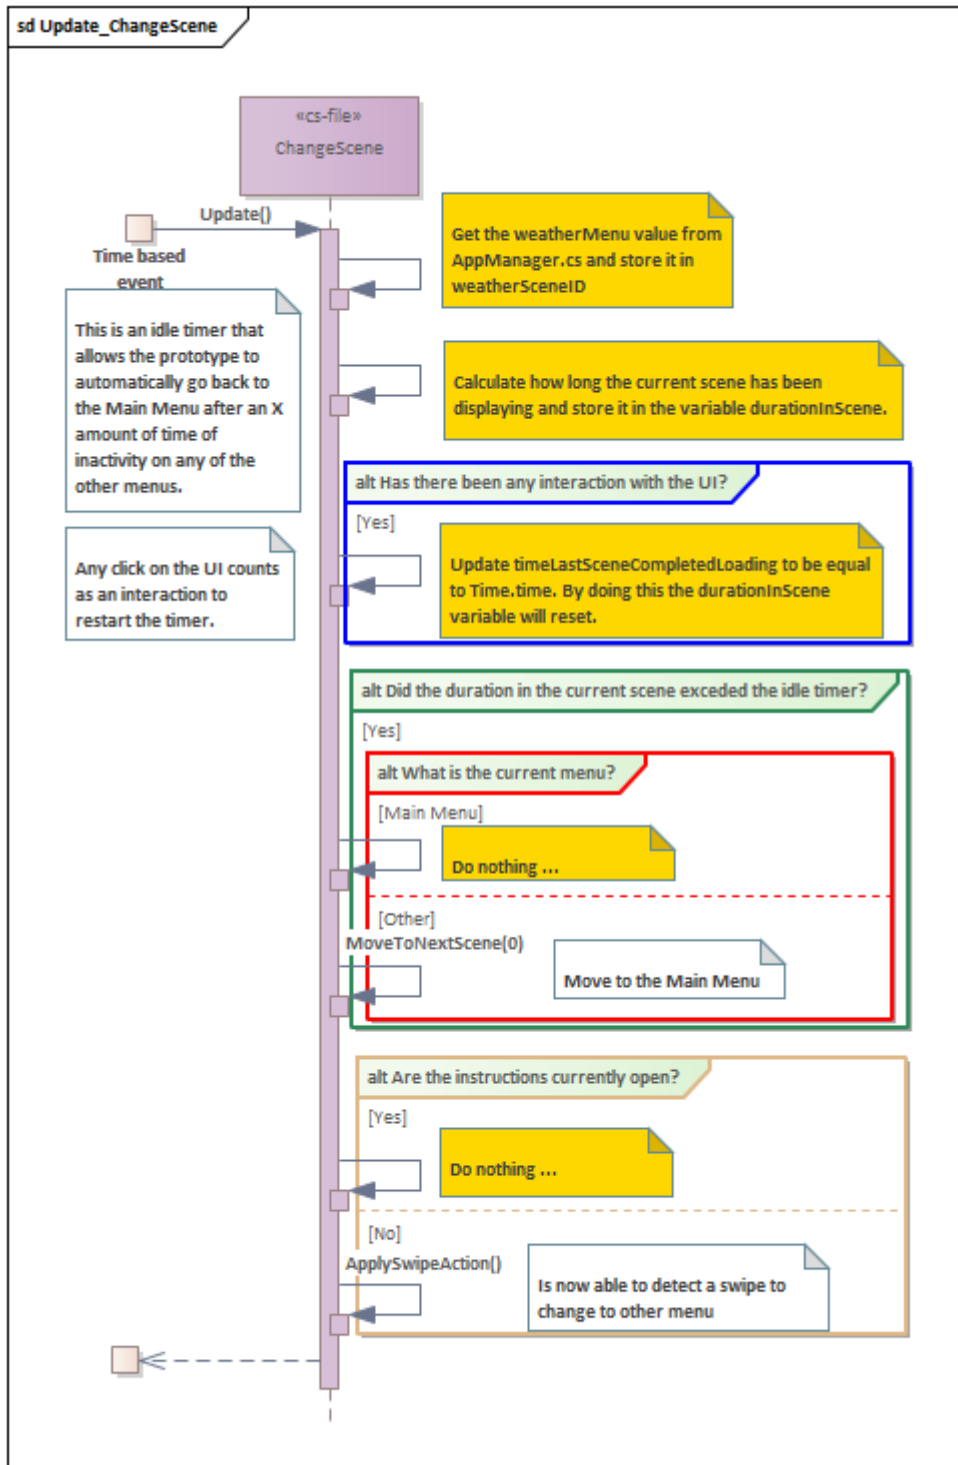 sd Update_ChangeScene
«cs-file»
ChangeScene
Update()
Time based
event
Get the weatherMenu value from
AppManager.cs and store it in
weatherSceneID
This is an idle timer that
allows the prototype to
automatically go back to
the Main Menu after an X
amount of time of
inactivity on any of the
other menus.
Calculate how long the current scene has been
displaying and store it in the variable durationInScene.
alt Has there been any interaction with the UI?
[Yes]
Any click on the UI counts
as an interaction to
restart the timer.
Update timeLastSceneCompletedLoading to be equal
to Time.time. By doing this the durationInScene
variable will reset.
alt Did the duration in the current scene exceded the idle timer?
[Yes]
alt What is the current menu?
[Main Menu]
Do nothing ...
[Other]
MoveToNextScene(0)
Move to the Main Menu
alt Are the instructions currently open?
[Yes]
Do nothing ...
[No]
ApplySwipeAction()
Is now able to detect a swipe to
change to other menu